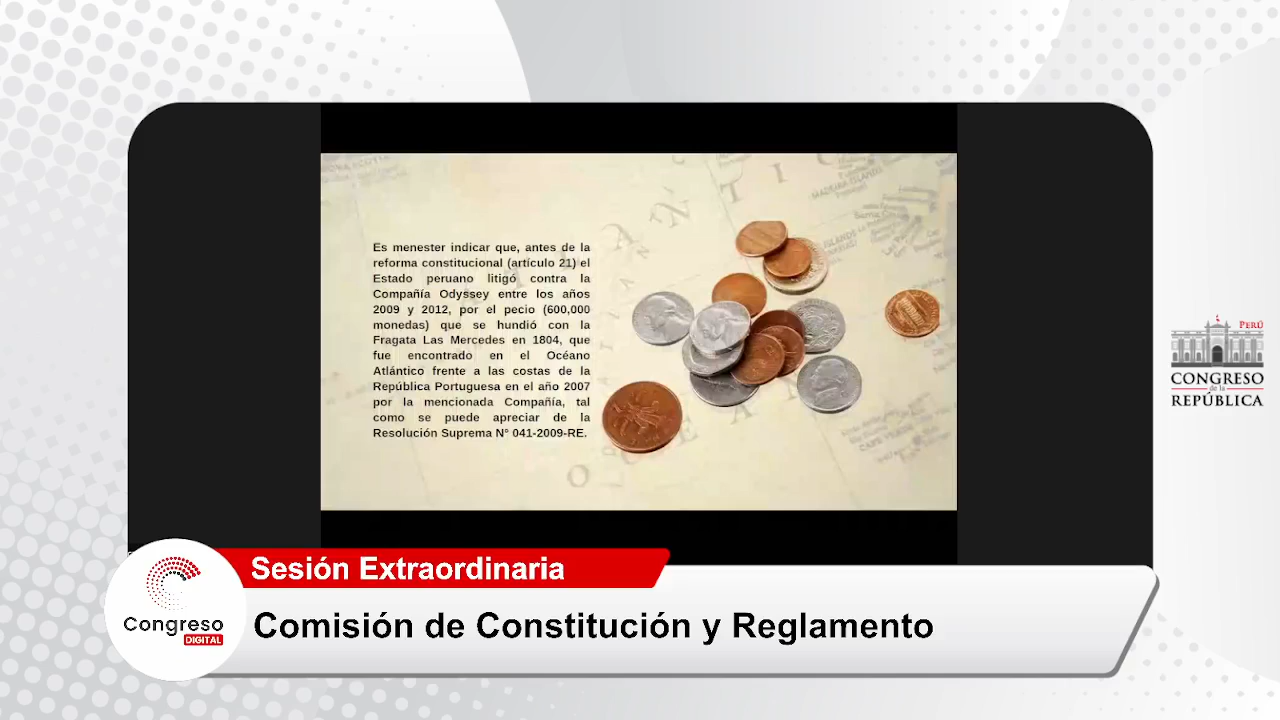 Es menester indicar que, antes de la
reforma constitucional (artículo 21) el
Estado peruano litigó contra la
Compañía Odyssey entre los años
2009 y 2012, por el pecio (600,000
monedas) que se hundió con la
Fragata Las Mercedes en 1804, que
fue encontrado en el Océano
Atlántico frente a las costas de la
República Portuguesa en el año 2007
por la mencionada Compañía, tal
como se puede apreciar de la
Resolución Suprema N° 041-2009-RE.
PERÚ
CONGRESO
de la
REPÚBLICA
Sesión Extraordinaria
Congreso
DIGITAL
Comisión de Constitución y Reglamento